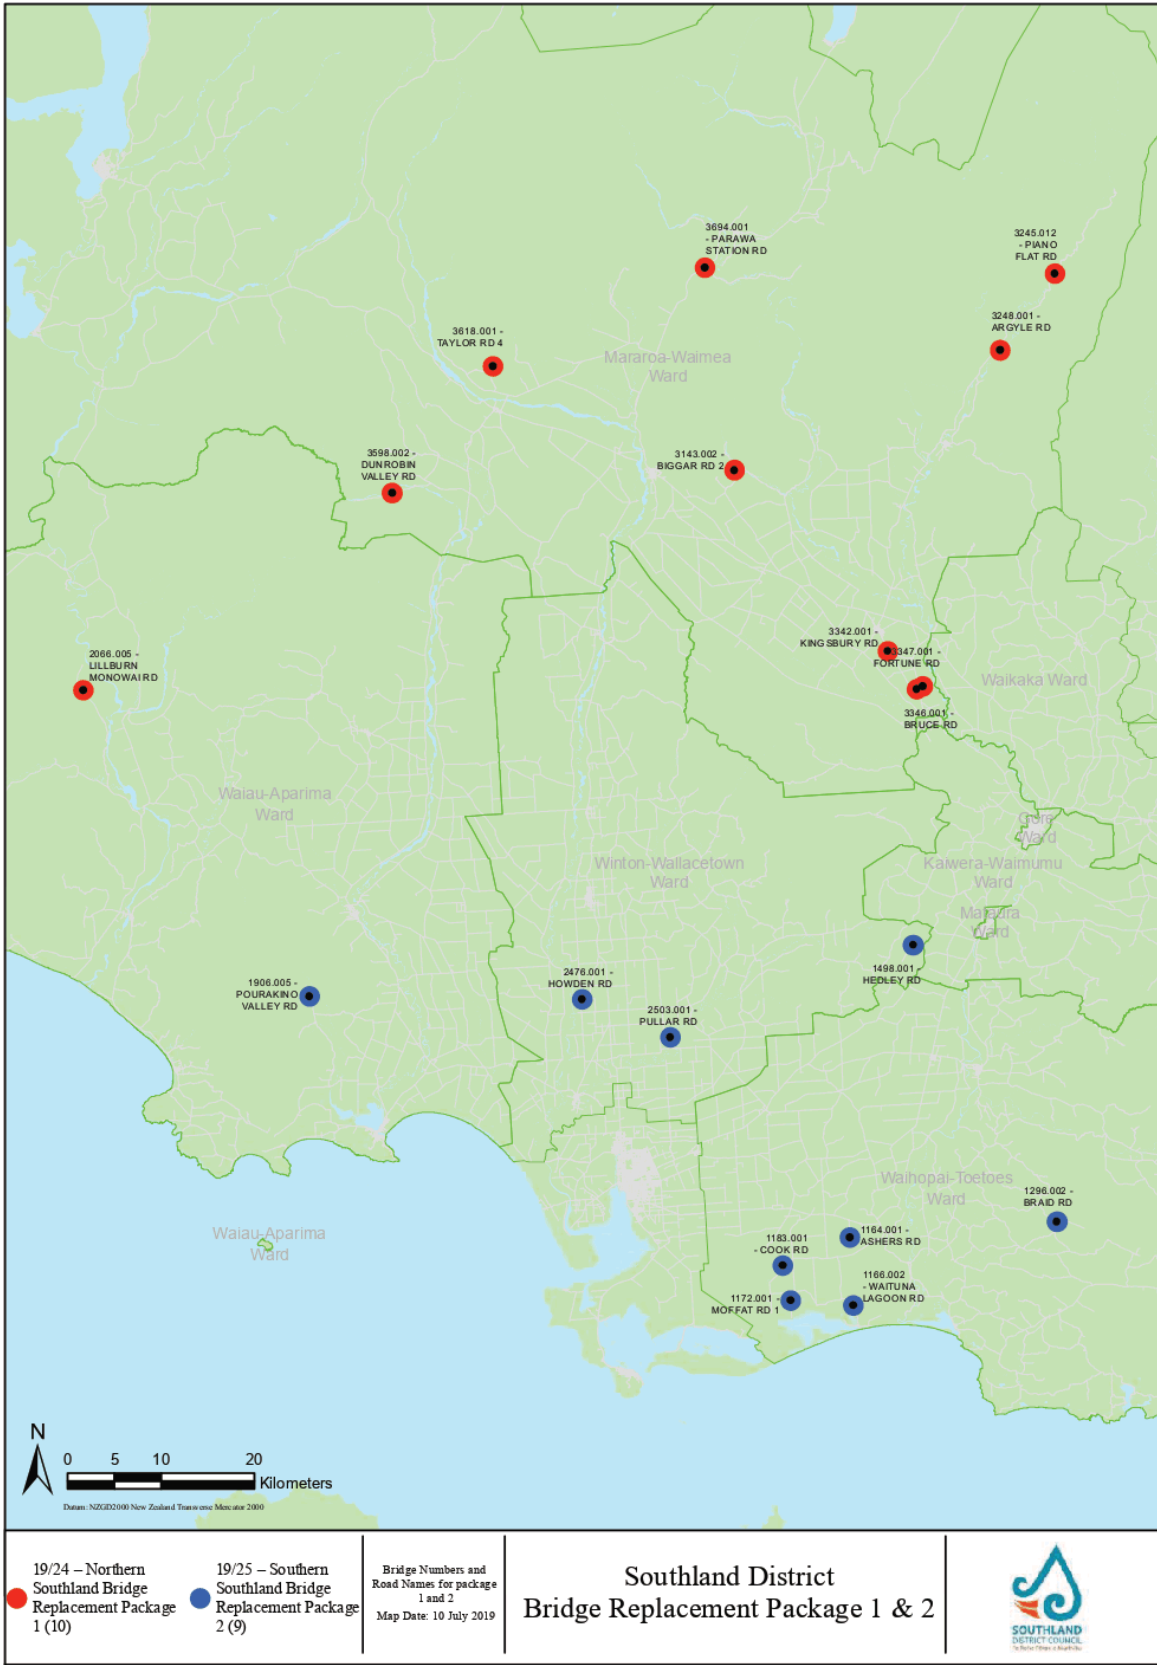 3694.001
- PARAWA
STATION RD
3245.012
- PIANO
FLAT RD
3248.001 -
ARGYLE RD
3618.001 -
TAYLOR RD 4
Mararoa-Waimea
Ward
3598.002 -
DUNROBIN
VALLEY RD
3143.002 -
BIGGAR RD 2
3342.001 -
KINGSBURY RD
3347.001 -
FORTUNE RD
2066.005 -
LILLBURN
MONOWAI RD
Waikaka Ward
3346.001 -
BRUCE RD
Waiau-Aparima
Ward
Gore
Ward
Winton-Wallacetown
Ward
Kaiwera-Waimumu
Ward
Mataura
Ward
1498.001 -
HEDLEY RD
1906.005 -
POURAKINO
VALLEY RD
2476.001 -
HOWDEN RD
2503.001 -
PULLAR RD
Waihopai-Toetoes
Ward
1296.002 -
BRAID RD
Waiau-Aparima
Ward
1183.001
- COOK RD
1164.001 -
ASHERS RD
1166.002
- WAITUNA
LAGOON RD
1172.001 -
MOFFAT RD 1
N
0 5 10 20
Kilometers
Datum: NZGD2000 New Zealand Transverse Mercator 2000
19/24 – Northern
Southland Bridge
Replacement Package
1 (10)
19/25 – Southern
Southland Bridge
Replacement Package
2 (9)
Bridge Numbers and
Road Names for package
1 and 2
Map Date: 10 July 2019
Southland District
Bridge Replacement Package 1 & 2
SOUTHLAND
DISTRICT COUNCIL